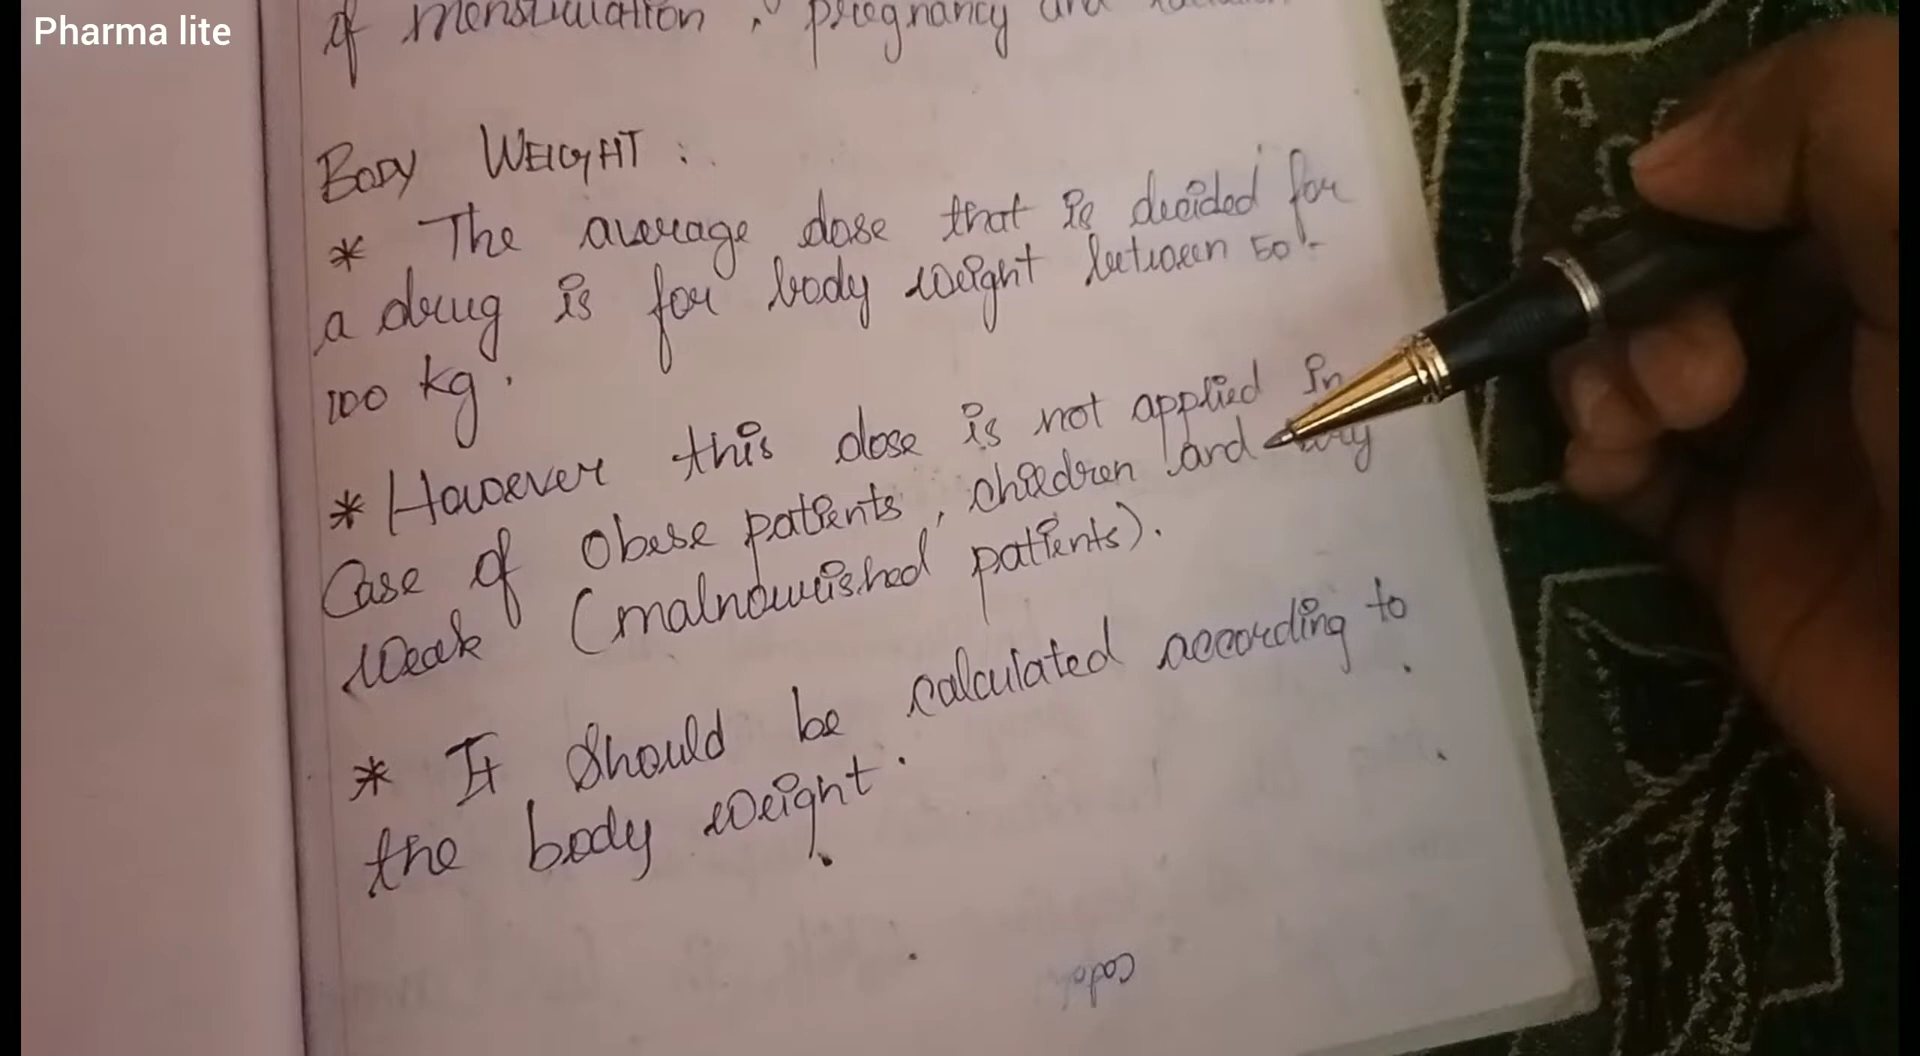 Pharma lite
of menstruation, pregnancy and
BODY WEIGHT :
* The average dose that is decided for
a drug is for body weight between 50-
100 kg.
* However this dose is not applied in
Case of Obese patients, children and very
weak (malnourished patients).
* It should be calculated according to
the body weight.